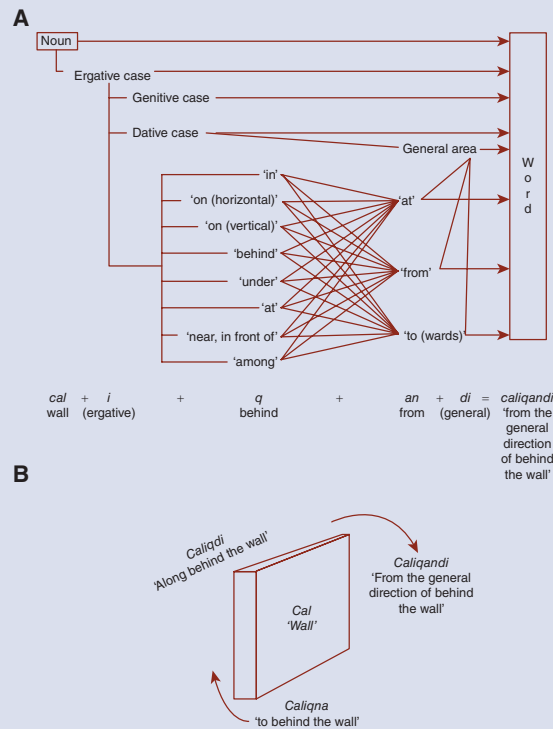 A
Noun
Ergative case
Genitive case
Dative case
General area
'in'
'on (horizontal)'
'on (vertical)'
'behind'
'under'
'at'
'near, in front of'
'among'
'at'
'from'
'to (wards)'
Word
cal + i + q + an + di = caliqandi
wall (ergative) behind from (general) 'from the
general
direction
of behind
the wall'
B
Caliqdi
'Along behind the wall'
Caliqandi
'From the general
direction of behind
the wall'
Cal
'Wall'
Caliqna
'to behind the wall'